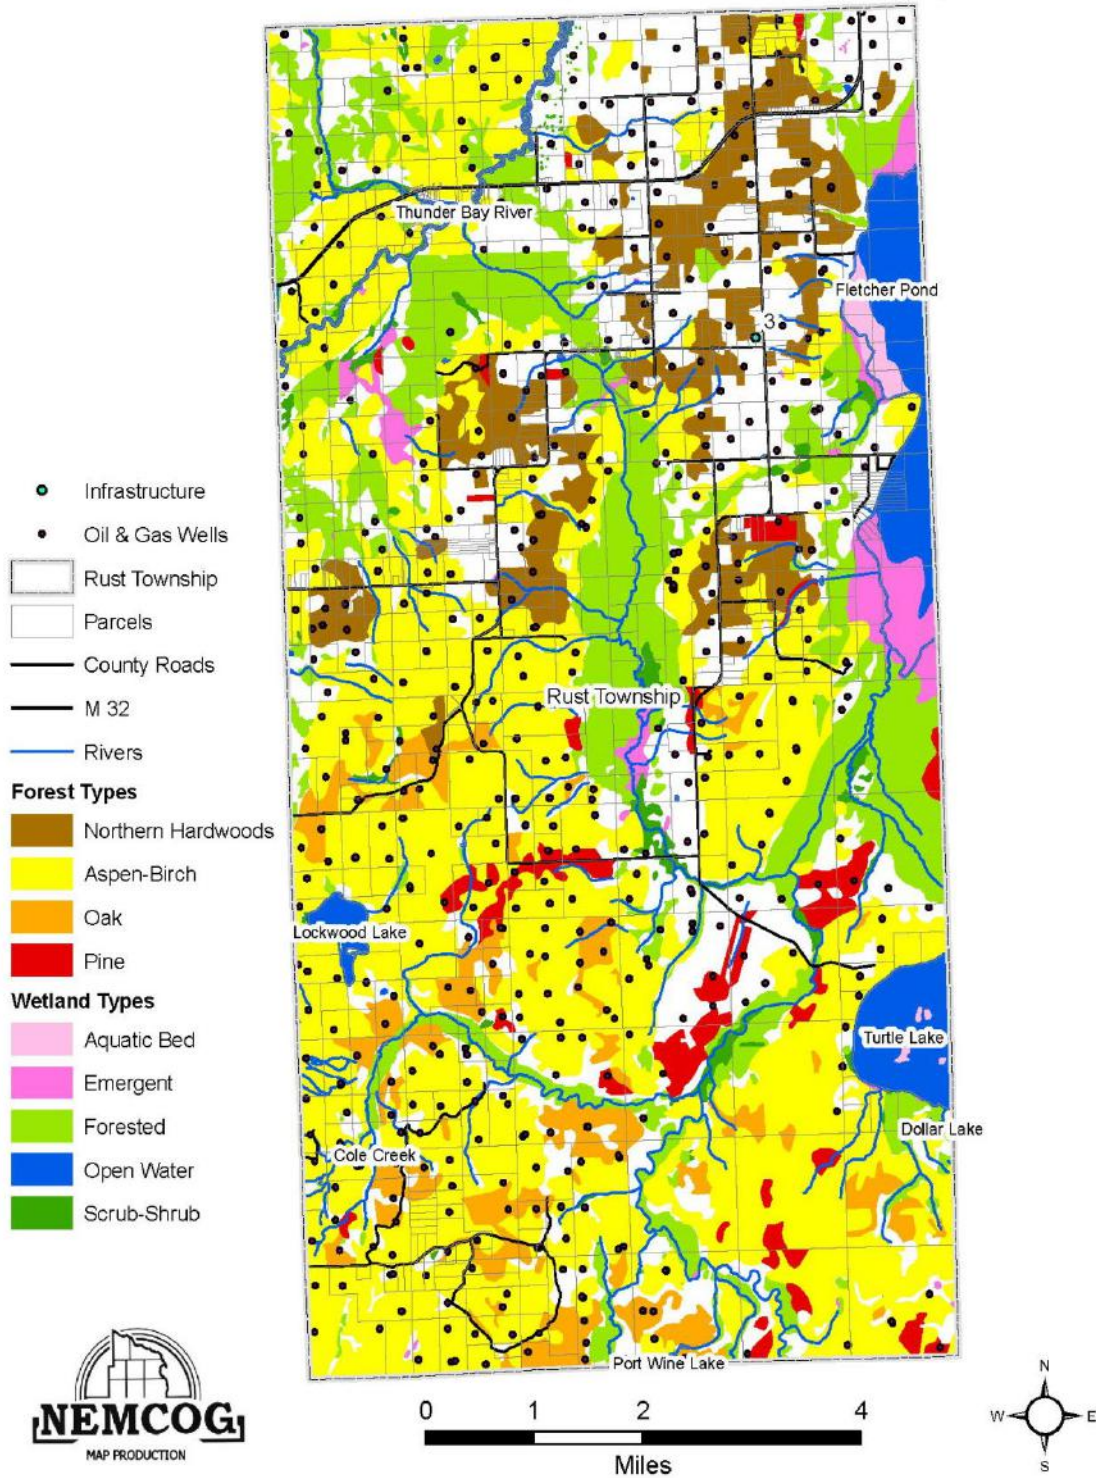 Thunder Bay River
Fletcher Pond
3
Infrastructure
Oil & Gas Wells
Rust Township
Parcels
County Roads
M 32
Rivers
Forest Types
Northern Hardwoods
Aspen-Birch
Oak
Pine
Wetland Types
Aquatic Bed
Emergent
Forested
Open Water
Scrub-Shrub
Rust Township
Lockwood Lake
Turtle Lake
Dollar Lake
Cole Creek
Port Wine Lake
NEMCOG
MAP PRODUCTION
0 1 2 4
Miles
N
W E
S